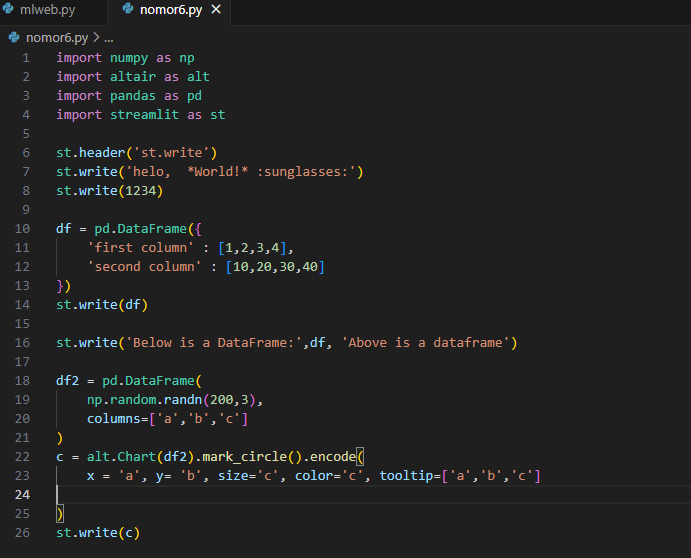 mlweb.py nomor6.py ×
nomor6.py > ...
1 import numpy as np
2 import altair as alt
3 import pandas as pd
4 import streamlit as st
5
6 st.header('st.write')
7 st.write('helo,  *World!* :sunglasses:')
8 st.write(1234)
9
10 df = pd.DataFrame({
11     'first column' : [1,2,3,4],
12     'second column' : [10,20,30,40]
13 })
14 st.write(df)
15
16 st.write('Below is a DataFrame:',df, 'Above is a dataframe')
17
18 df2 = pd.DataFrame(
19     np.random.randn(200,3),
20     columns=['a','b','c']
21 )
22 c = alt.Chart(df2).mark_circle().encode(
23     x = 'a', y= 'b', size='c', color='c', tooltip=['a','b','c']
24
25 )
26 st.write(c)